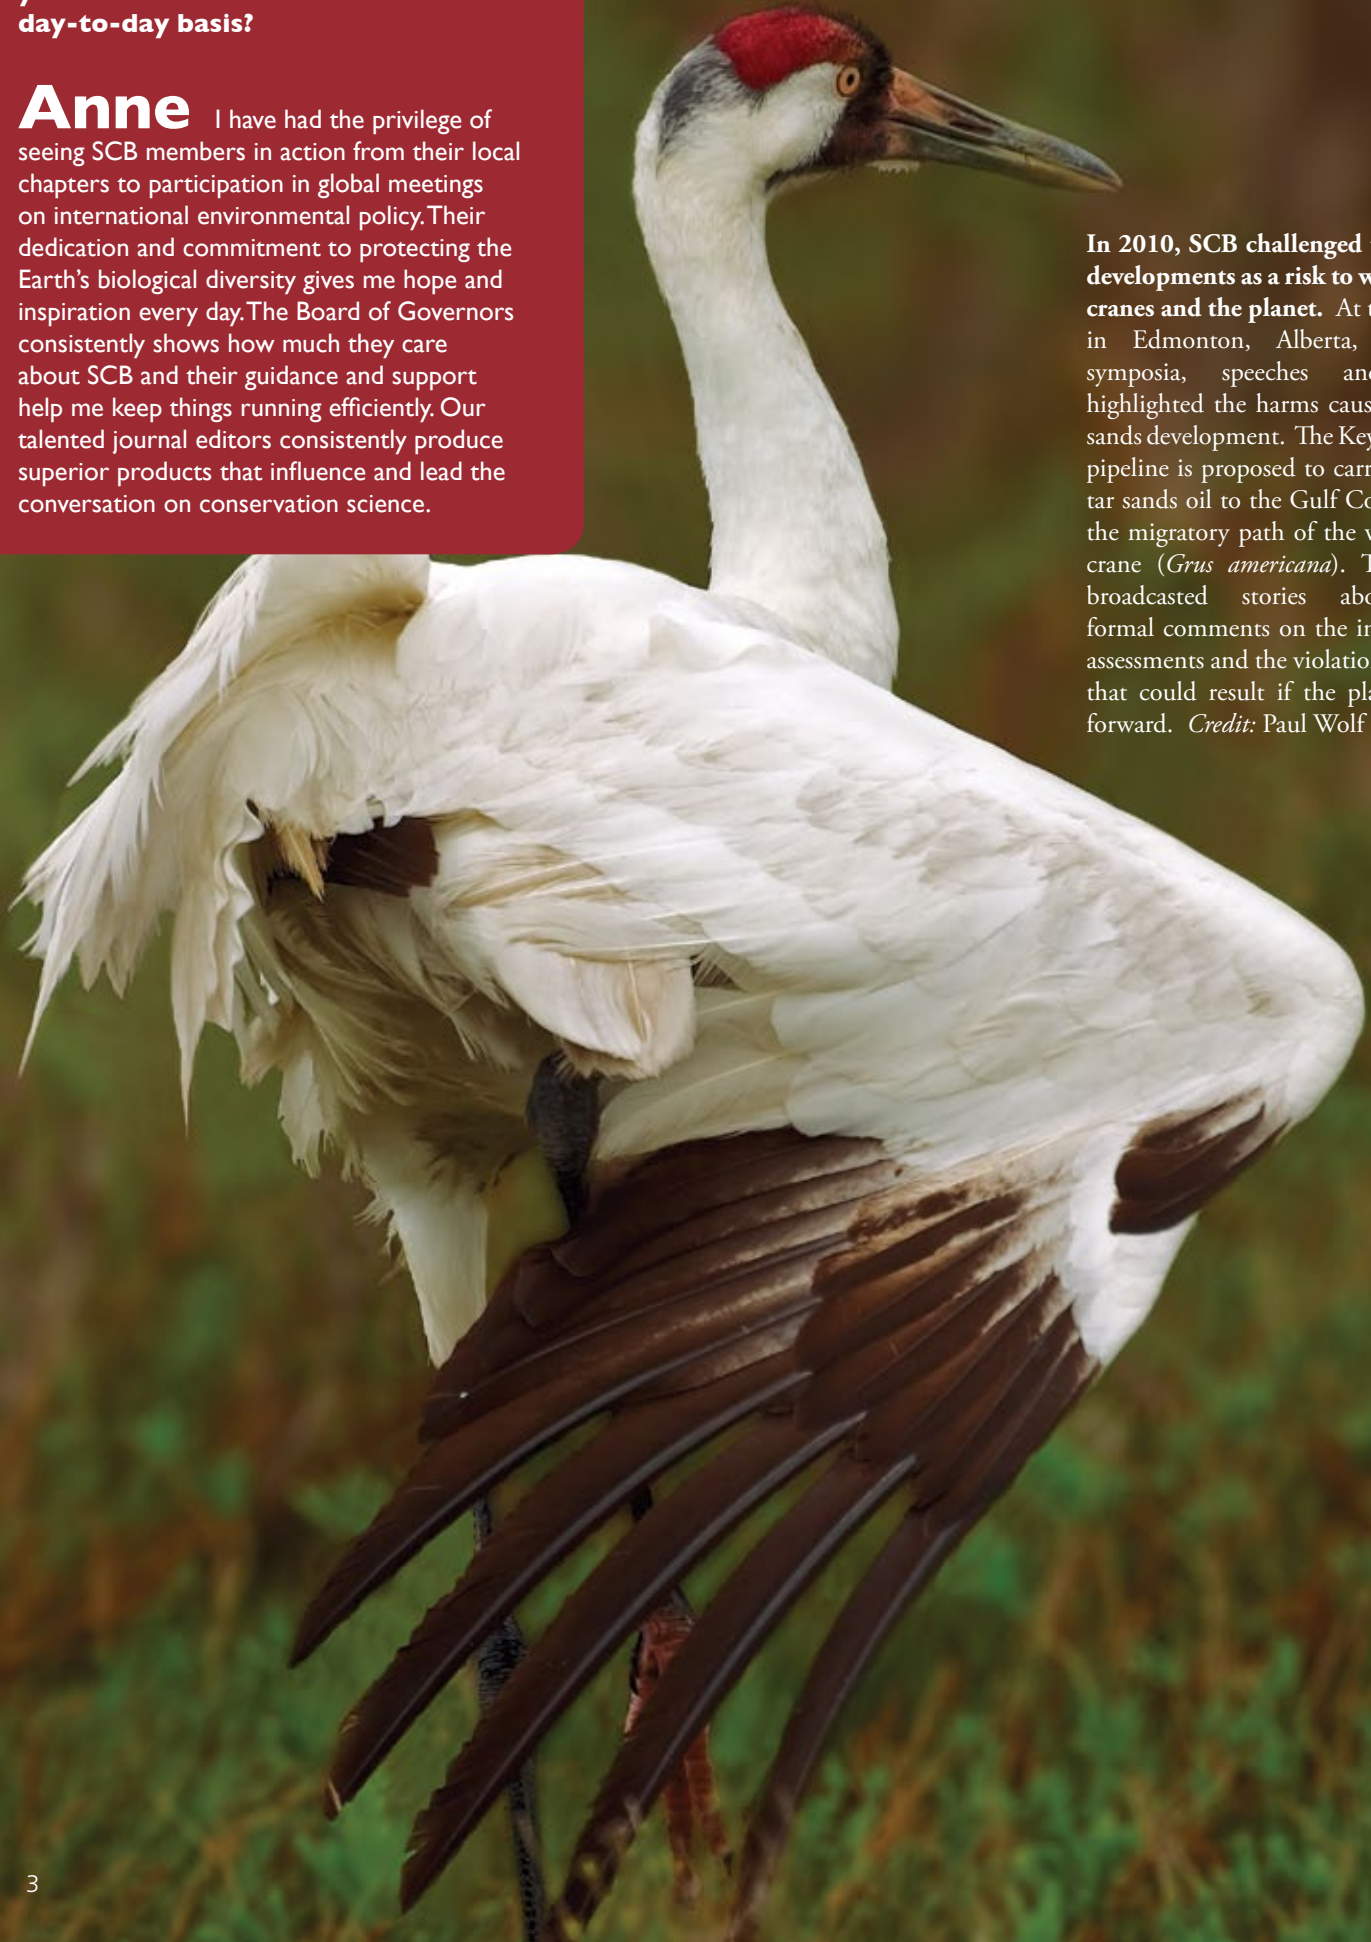 day-to-day basis?
Anne I have had the privilege of
seeing SCB members in action from their local
chapters to participation in global meetings
on international environmental policy. Their
dedication and commitment to protecting the
Earth's biological diversity gives me hope and
inspiration every day. The Board of Governors
consistently shows how much they care
about SCB and their guidance and support
help me keep things running efficiently. Our
talented journal editors consistently produce
superior products that influence and lead the
conversation on conservation science.
In 2010, SCB challenged
developments as a risk to
cranes and the planet. At
in Edmonton, Alberta,
symposia, speeches
highlighted the harms
sands development. The
pipeline is proposed to
tar sands oil to the Gulf
the migratory path of the
crane (Grus americana).
broadcasted stories
formal comments on the
assessments and the
that could result if the
forward. Credit: Paul Wolf
3